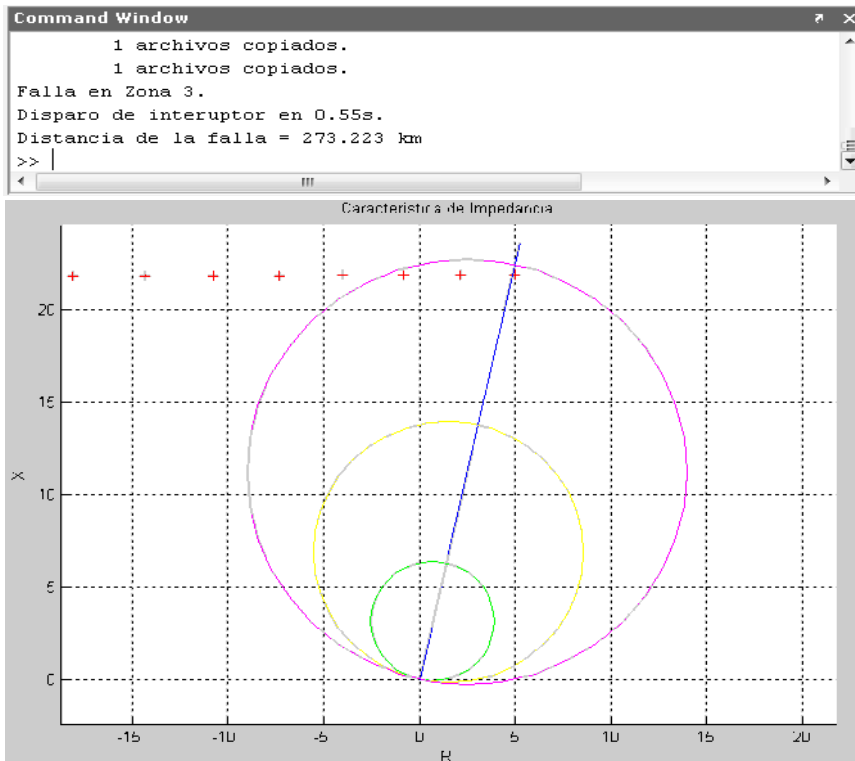 Command Window
1 archivos copiados.
1 archivos copiados.
Falla en Zona 3.
Disparo de interuptor en 0.55s.
Distancia de la falla = 273.223 km
>>
Caracteristica de Impedancia
20
15
10
5
0
X
-15 -10 -5 0 5 10 15 20
R